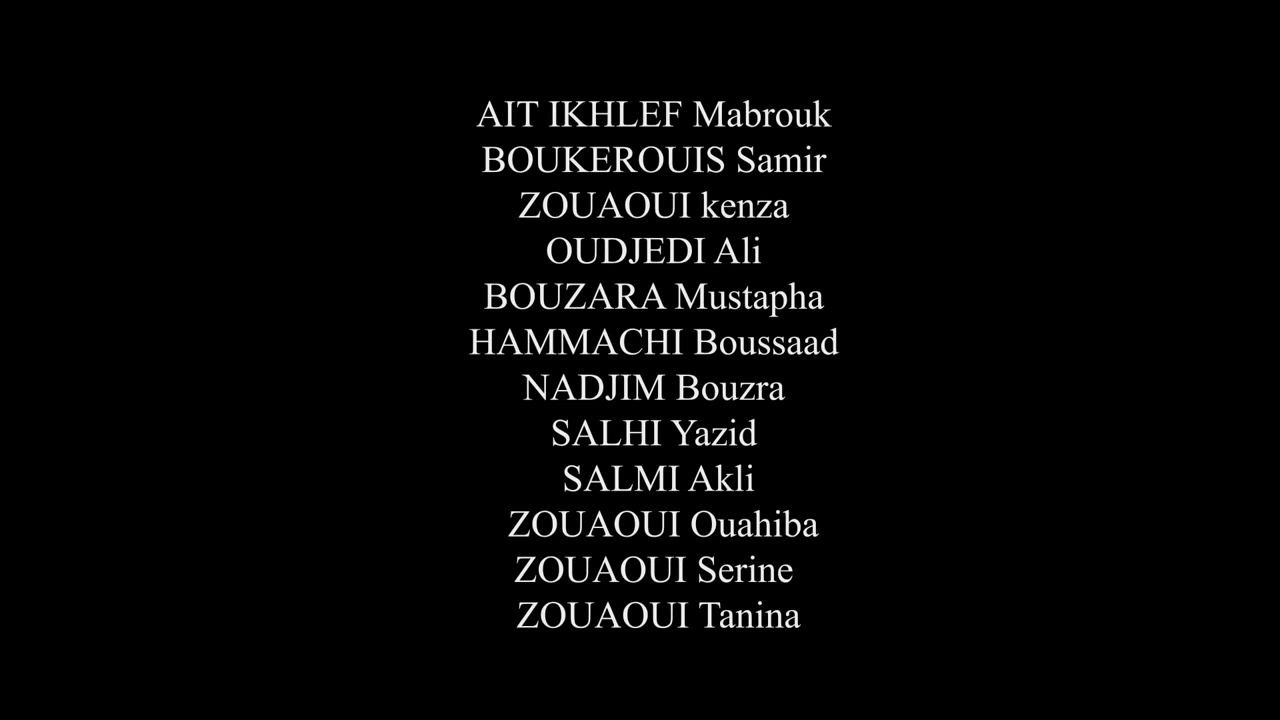 AIT IKHLEF Mabrouk
BOUKEROUIS Samir
ZOUAOUI kenza
OUDJEDI Ali
BOUZARA Mustapha
HAMMACHI Boussaad
NADJIM Bouzra
SALHI Yazid
SALMI Akli
ZOUAOUI Ouahiba
ZOUAOUI Serine
ZOUAOUI Tanina